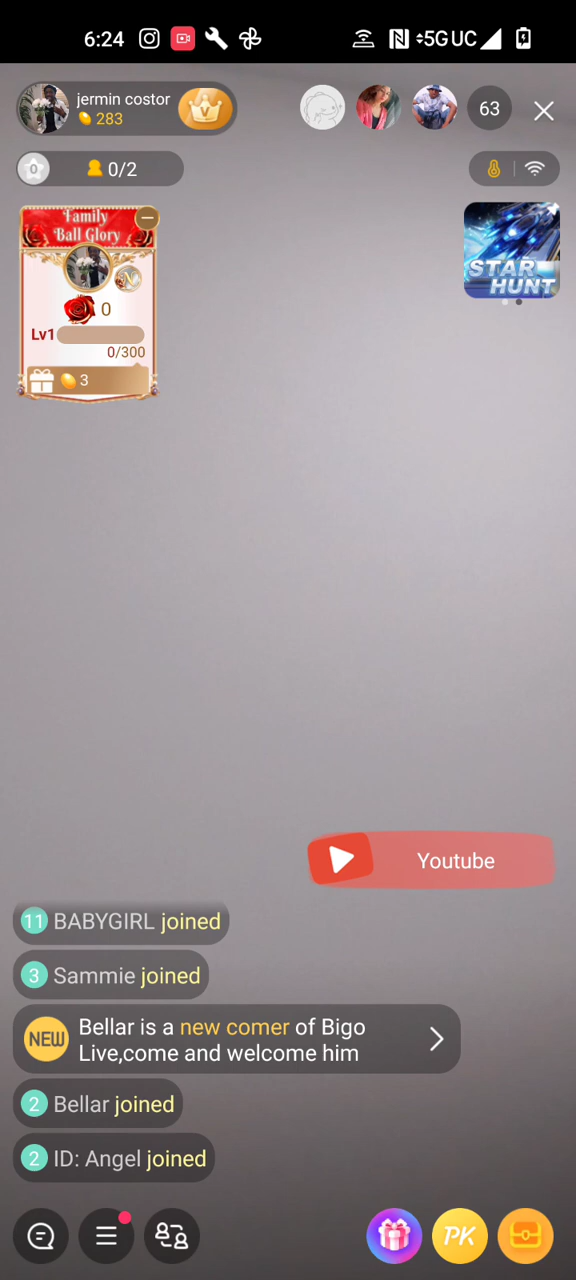 6:24
5G UC
jermin costor
283
V
63
0
0/2
Family
Ball Glory
N
0
Lv1
0/300
3
STAR
HUNT
Youtube
11 BABYGIRL joined
3 Sammie joined
NEW
Bellar is a new comer of Bigo
Live,come and welcome him
2 Bellar joined
2 ID: Angel joined
PK